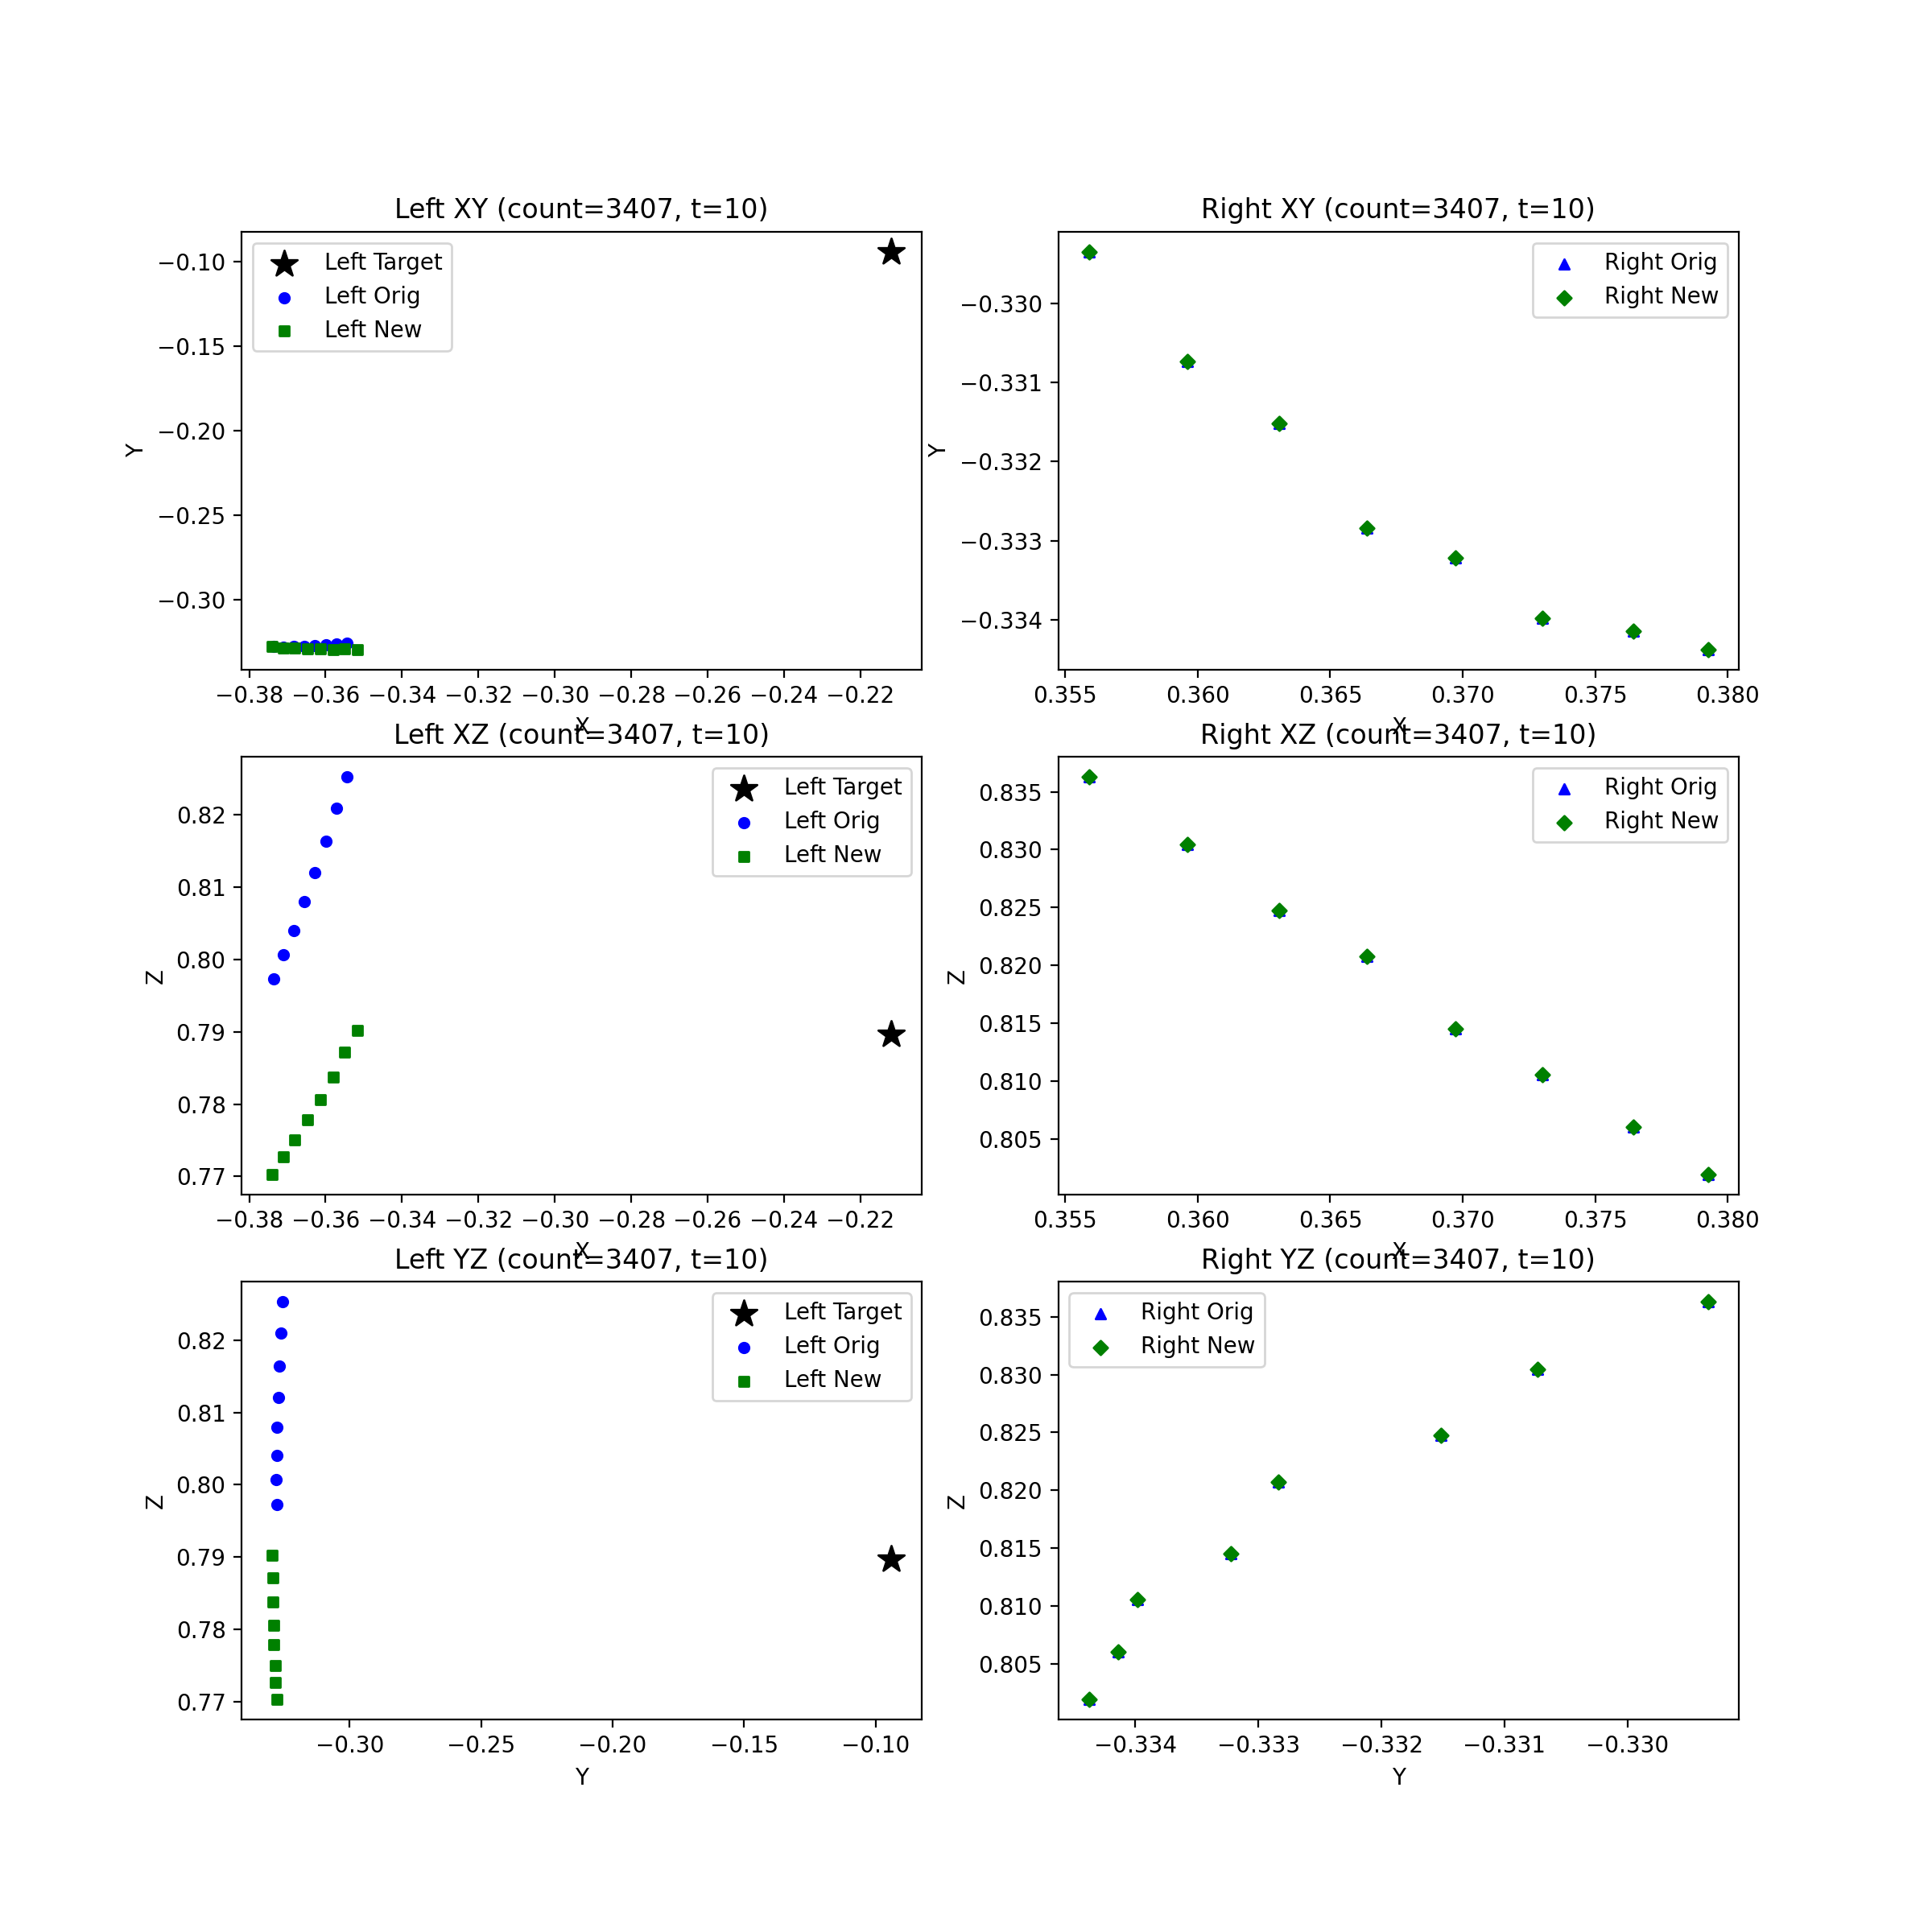 Left XY (count=3407, t=10)
Left Target
Left Orig
Left New
−0.10
−0.15
−0.20
−0.25
−0.30
Y
−0.38 −0.36 −0.34 −0.32 −0.30 −0.28 −0.26 −0.24 −0.22
X
Right XY (count=3407, t=10)
Right Orig
Right New
−0.330
−0.331
−0.332
−0.333
−0.334
Y
0.355 0.360 0.365 0.370 0.375 0.380
X
Left XZ (count=3407, t=10)
Left Target
Left Orig
Left New
0.82
0.81
0.80
0.79
0.78
0.77
Z
−0.38 −0.36 −0.34 −0.32 −0.30 −0.28 −0.26 −0.24 −0.22
X
Right XZ (count=3407, t=10)
Right Orig
Right New
0.835
0.830
0.825
0.820
0.815
0.810
0.805
Z
0.355 0.360 0.365 0.370 0.375 0.380
X
Left YZ (count=3407, t=10)
Left Target
Left Orig
Left New
0.82
0.81
0.80
0.79
0.78
0.77
Z
−0.30 −0.25 −0.20 −0.15 −0.10
Y
Right YZ (count=3407, t=10)
Right Orig
Right New
0.835
0.830
0.825
0.820
0.815
0.810
0.805
Z
−0.334 −0.333 −0.332 −0.331 −0.330
Y